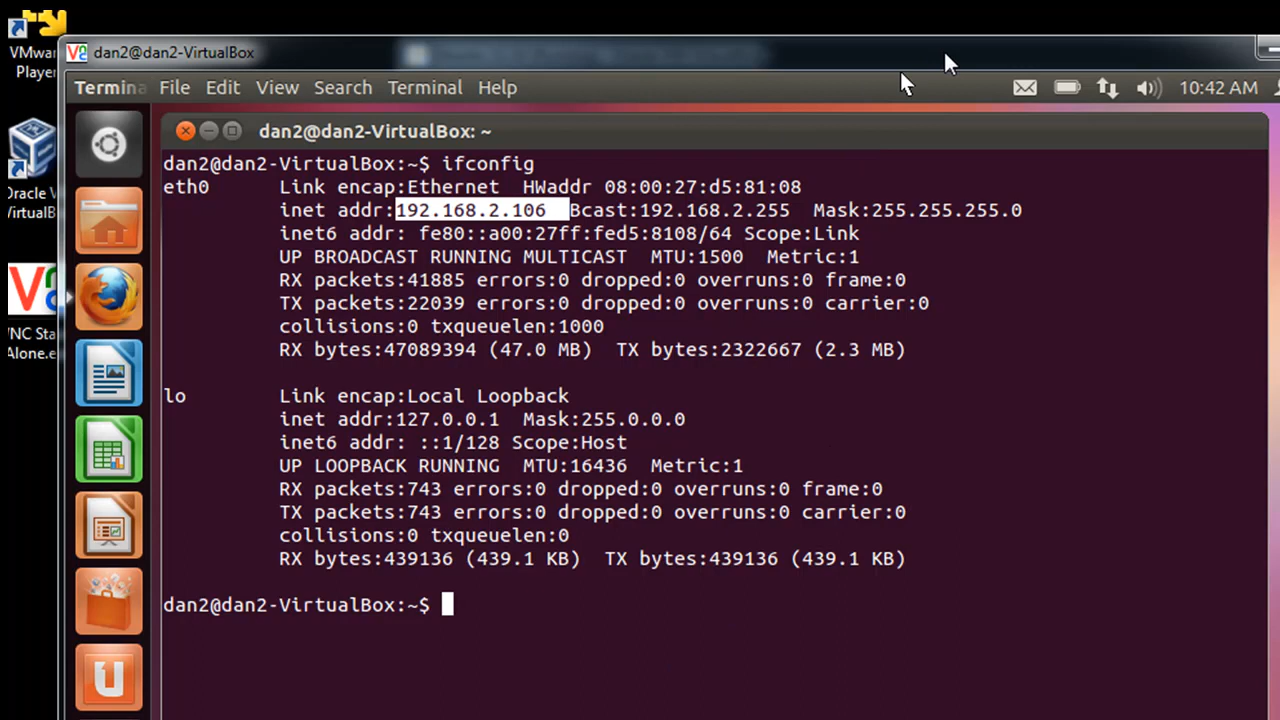 VMwar
Player
dan2@dan2-VirtualBox
Termina File Edit View Search Terminal Help 10:42 AM
dan2@dan2-VirtualBox: ~
Oracle V
VirtualB
VNC Sta
Alone.e
dan2@dan2-VirtualBox:~$ ifconfig
eth0 Link encap:Ethernet HWaddr 08:00:27:d5:81:08
inet addr:192.168.2.106 Bcast:192.168.2.255 Mask:255.255.255.0
inet6 addr: fe80::a00:27ff:fed5:8108/64 Scope:Link
UP BROADCAST RUNNING MULTICAST MTU:1500 Metric:1
RX packets:41885 errors:0 dropped:0 overruns:0 frame:0
TX packets:22039 errors:0 dropped:0 overruns:0 carrier:0
collisions:0 txqueuelen:1000
RX bytes:47089394 (47.0 MB) TX bytes:2322667 (2.3 MB)
lo Link encap:Local Loopback
inet addr:127.0.0.1 Mask:255.0.0.0
inet6 addr: ::1/128 Scope:Host
UP LOOPBACK RUNNING MTU:16436 Metric:1
RX packets:743 errors:0 dropped:0 overruns:0 frame:0
TX packets:743 errors:0 dropped:0 overruns:0 carrier:0
collisions:0 txqueuelen:0
RX bytes:439136 (439.1 KB) TX bytes:439136 (439.1 KB)
dan2@dan2-VirtualBox:~$